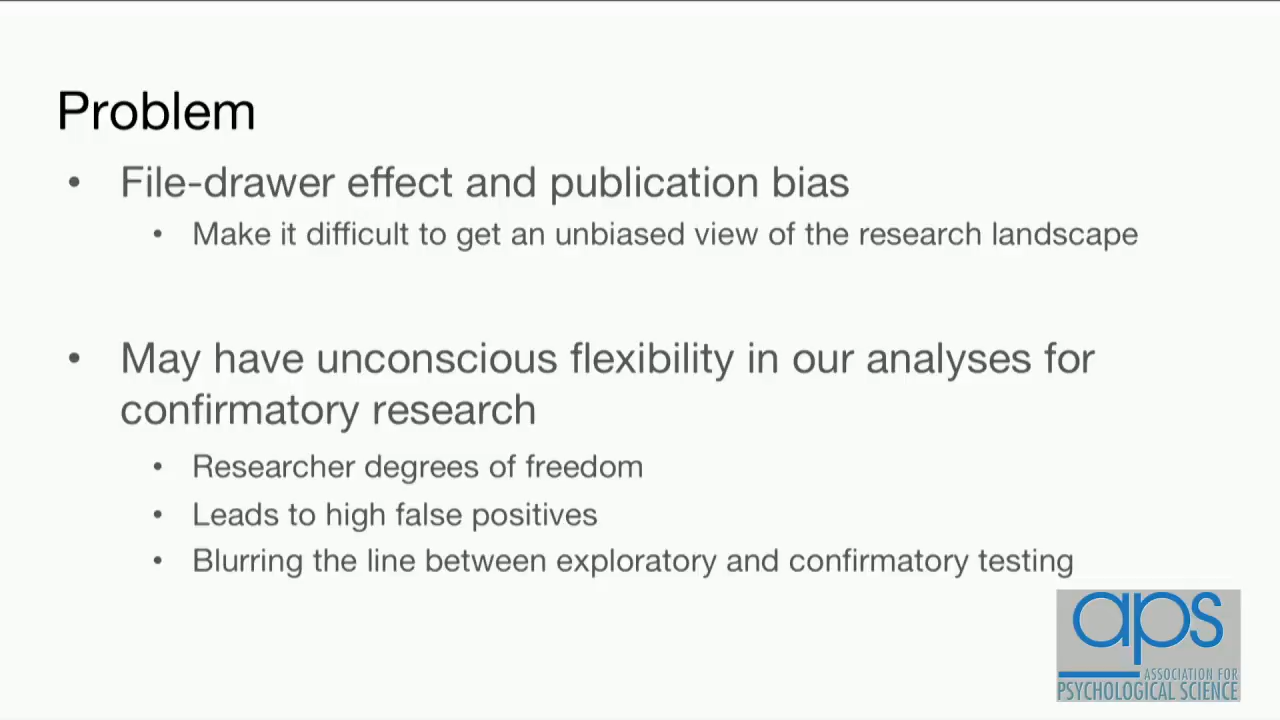 Problem
• File-drawer effect and publication bias
• Make it difficult to get an unbiased view of the research landscape
• May have unconscious flexibility in our analyses for
confirmatory research
• Researcher degrees of freedom
• Leads to high false positives
• Blurring the line between exploratory and confirmatory testing
aps
ASSOCIATION FOR
PSYCHOLOGICAL SCIENCE